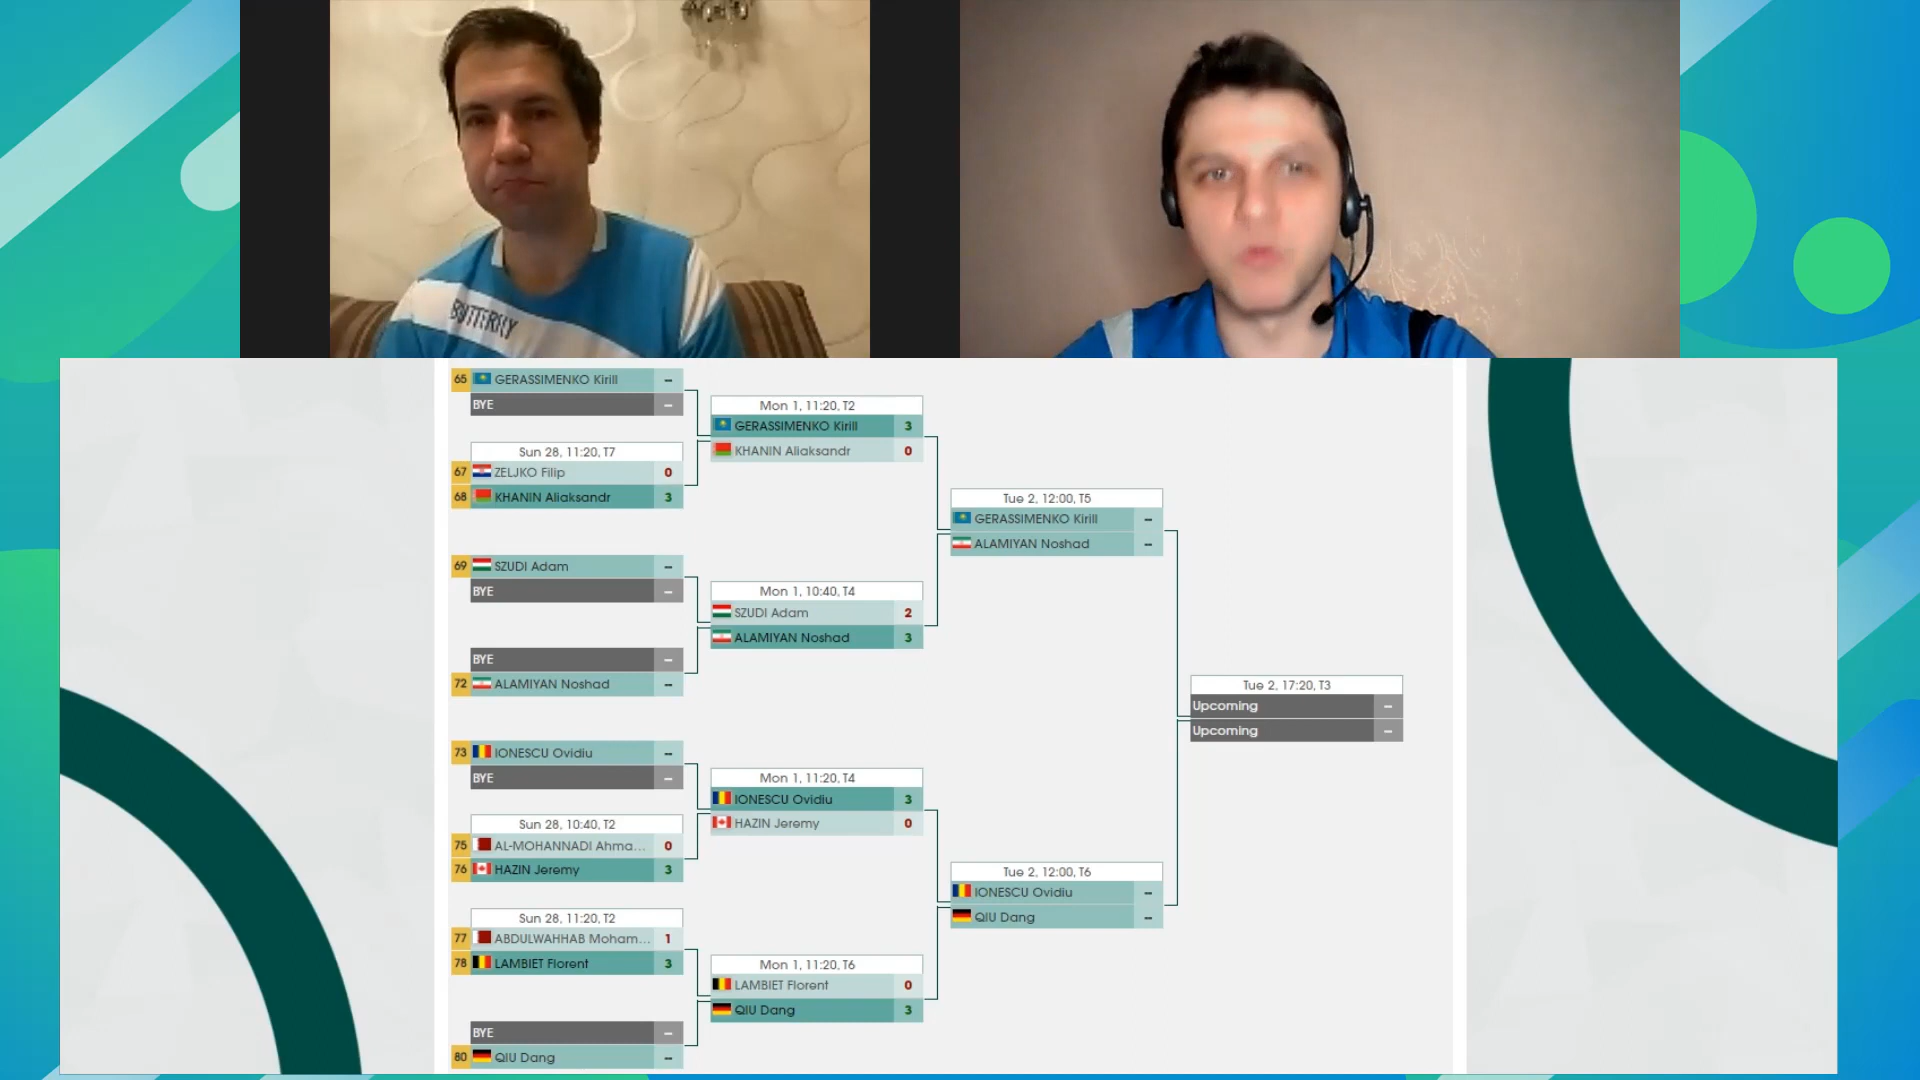 BUTTERFLY
65 GERASSIMENKO Kirill --
BYE --
Sun 28, 11:20, T7
67 ZELJKO Filip 0
68 KHANIN Aliaksandr 3
69 SZUDI Adam --
BYE --
BYE --
72 ALAMIYAN Noshad --
73 IONESCU Ovidiu --
BYE --
Sun 28, 10:40, T2
75 AL-MOHANNADI Ahma... 0
76 HAZIN Jeremy 3
Sun 28, 11:20, T2
77 ABDULWAHHAB Moham... 1
78 LAMBIET Florent 3
BYE --
80 QIU Dang --
Mon 1, 11:20, T2
GERASSIMENKO Kirill 3
KHANIN Aliaksandr 0
Mon 1, 10:40, T4
SZUDI Adam 2
ALAMIYAN Noshad 3
Mon 1, 11:20, T4
IONESCU Ovidiu 3
HAZIN Jeremy 0
Mon 1, 11:20, T6
LAMBIET Florent 0
QIU Dang 3
Tue 2, 12:00, T5
GERASSIMENKO Kirill --
ALAMIYAN Noshad --
Tue 2, 12:00, T6
IONESCU Ovidiu --
QIU Dang --
Tue 2, 17:20, T3
Upcoming --
Upcoming --